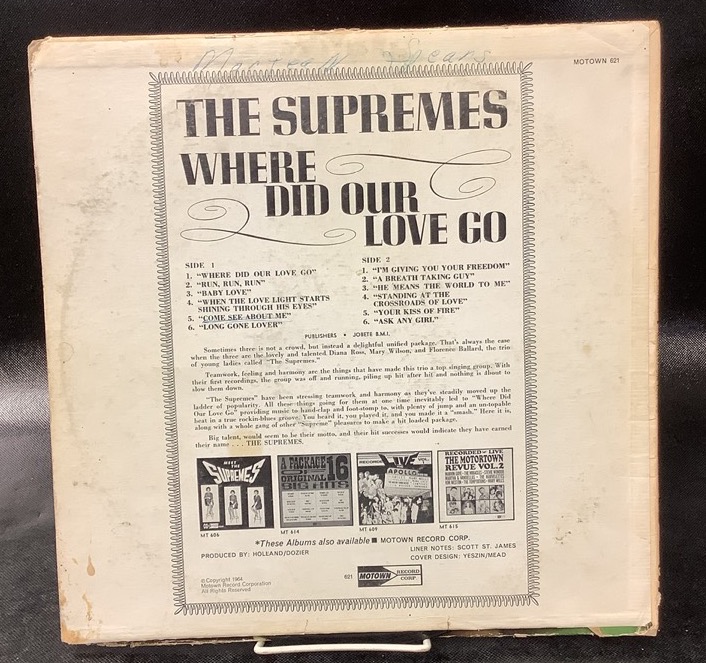 MOTOWN 621
THE SUPREMES
WHERE
DID OUR
LOVE GO
SIDE 1
1. "WHERE DID OUR LOVE GO"
2. "RUN, RUN, RUN"
3. "BABY LOVE"
4. "WHEN THE LOVE LIGHT STARTS
SHINING THROUGH HIS EYES"
5. "COME SEE ABOUT ME"
6. "LONG GONE LOVER"
SIDE 2
1. "I'M GIVING YOU YOUR FREEDOM"
2. "A BREATH TAKING GUY"
3. "HE MEANS THE WORLD TO ME"
4. "STANDING AT THE
CROSSROADS OF LOVE"
5. "YOUR KISS OF FIRE"
6. "ASK ANY GIRL"
PUBLISHERS • JOBETE B.M.I.
Sometimes three is not a crowd, but instead a delightful unified package. That's always the case
when the three are the lovely and talented Diana Ross, Mary Wilson, and Florence Ballard, the trio
of young ladies called "The Supremes."
Teamwork, feeling and harmony are the things that have made this trio a top singing group. With
their first recordings, the group was off and running, piling up hit after hit and nothing is about to
slow them down.
"The Supremes" have been stressing teamwork and harmony as they've steadily moved up the
ladder of popularity. All these things going for them at one time inevitably led to "Where Did
Our Love Go" providing music to hand-clap and foot-stomp to, with plenty of jump and an un-topable
beat in a true rockin-blues groove. You heard it, you played it, and you made it a "smash." Here it is,
along with a whole gang of other "Supreme" pleasures to make a hit loaded package.
Big talent, would seem to be their motto, and their hit successes would indicate they have earned
their name . . . THE SUPREMES.
MEET THE
SUPREMES
MT 606
A PACKAGE
OF 16
ORIGINAL
BIG HITS
MT 614
RECORDED LIVE
APOLLO
MT 609
RECORDED LIVE
THE MOTORTOWN
REVUE VOL. 2
MT 615
*These Albums also available ■ MOTOWN RECORD CORP.
PRODUCED BY: HOLEAND/DOZIER
LINER NOTES: SCOTT ST. JAMES
COVER DESIGN: YESZIN/MEAD
© Copyright 1964
Motown Record Corporation
All Rights Reserved
621 MOTOWN RECORD CORP.